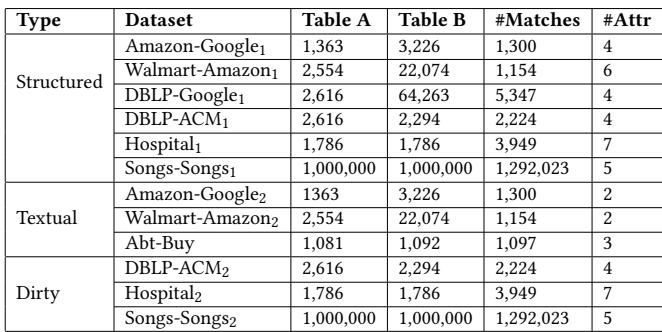 Type Dataset Table A Table B #Matches #Attr
Structured
Amazon-Google₁ 1,363 3,226 1,300 4
Walmart-Amazon₁ 2,554 22,074 1,154 6
DBLP-Google₁ 2,616 64,263 5,347 4
DBLP-ACM₁ 2,616 2,294 2,224 4
Hospital₁ 1,786 1,786 3,949 7
Songs-Songs₁ 1,000,000 1,000,000 1,292,023 5
Textual
Amazon-Google₂ 1363 3,226 1,300 2
Walmart-Amazon₂ 2,554 22,074 1,154 2
Abt-Buy 1,081 1,092 1,097 3
Dirty
DBLP-ACM₂ 2,616 2,294 2,224 4
Hospital₂ 1,786 1,786 3,949 7
Songs-Songs₂ 1,000,000 1,000,000 1,292,023 5